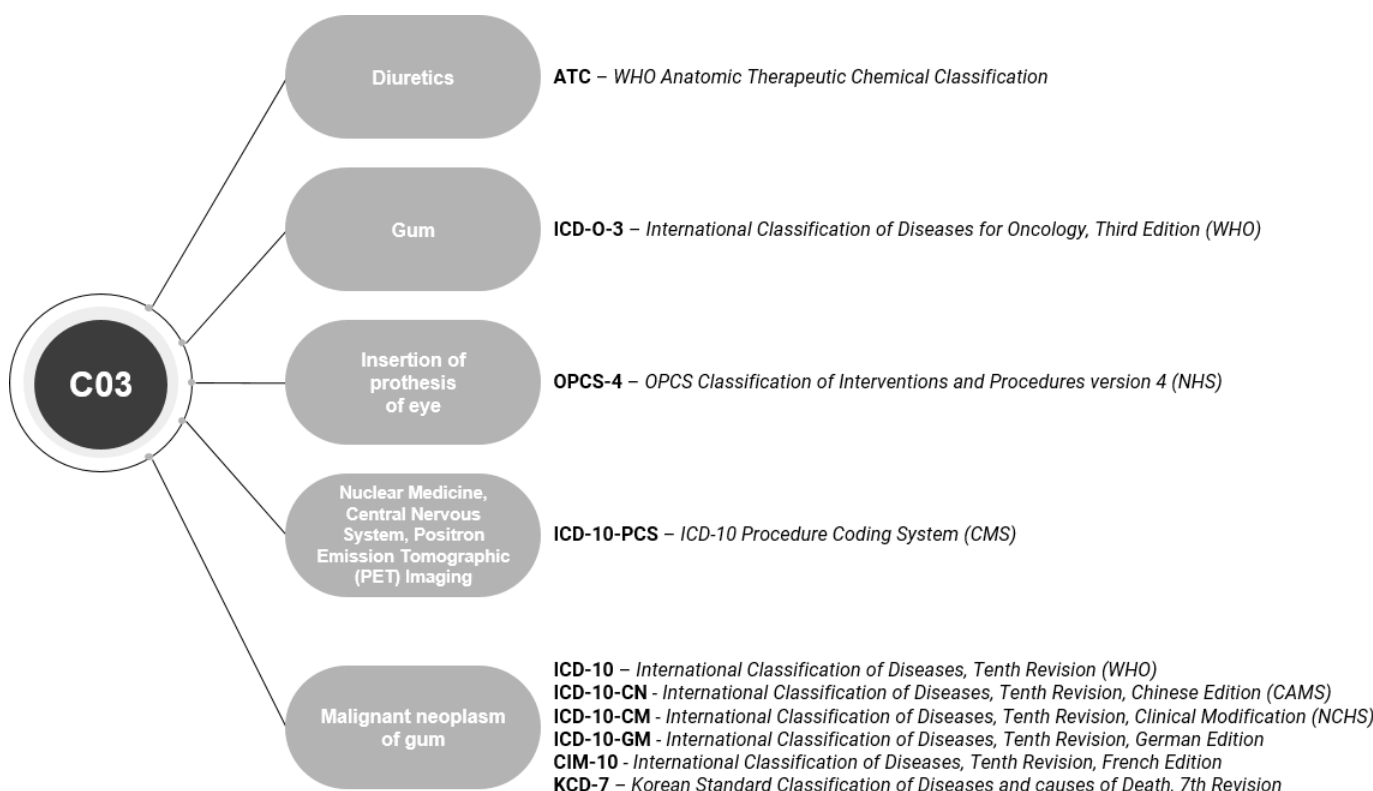 Diuretics
ATC – WHO Anatomic Therapeutic Chemical Classification
Gum
ICD-O-3 – International Classification of Diseases for Oncology, Third Edition (WHO)
C03
Insertion of
prothesis
of eye
OPCS-4 – OPCS Classification of Interventions and Procedures version 4 (NHS)
Nuclear Medicine,
Central Nervous
System, Positron
Emission Tomographic
(PET) Imaging
ICD-10-PCS – ICD-10 Procedure Coding System (CMS)
Malignant neoplasm
of gum
ICD-10 – International Classification of Diseases, Tenth Revision (WHO)
ICD-10-CN - International Classification of Diseases, Tenth Revision, Chinese Edition (CAMS)
ICD-10-CM - International Classification of Diseases, Tenth Revision, Clinical Modification (NCHS)
ICD-10-GM - International Classification of Diseases, Tenth Revision, German Edition
CIM-10 - International Classification of Diseases, Tenth Revision, French Edition
KCD-7 – Korean Standard Classification of Diseases and causes of Death, 7th Revision